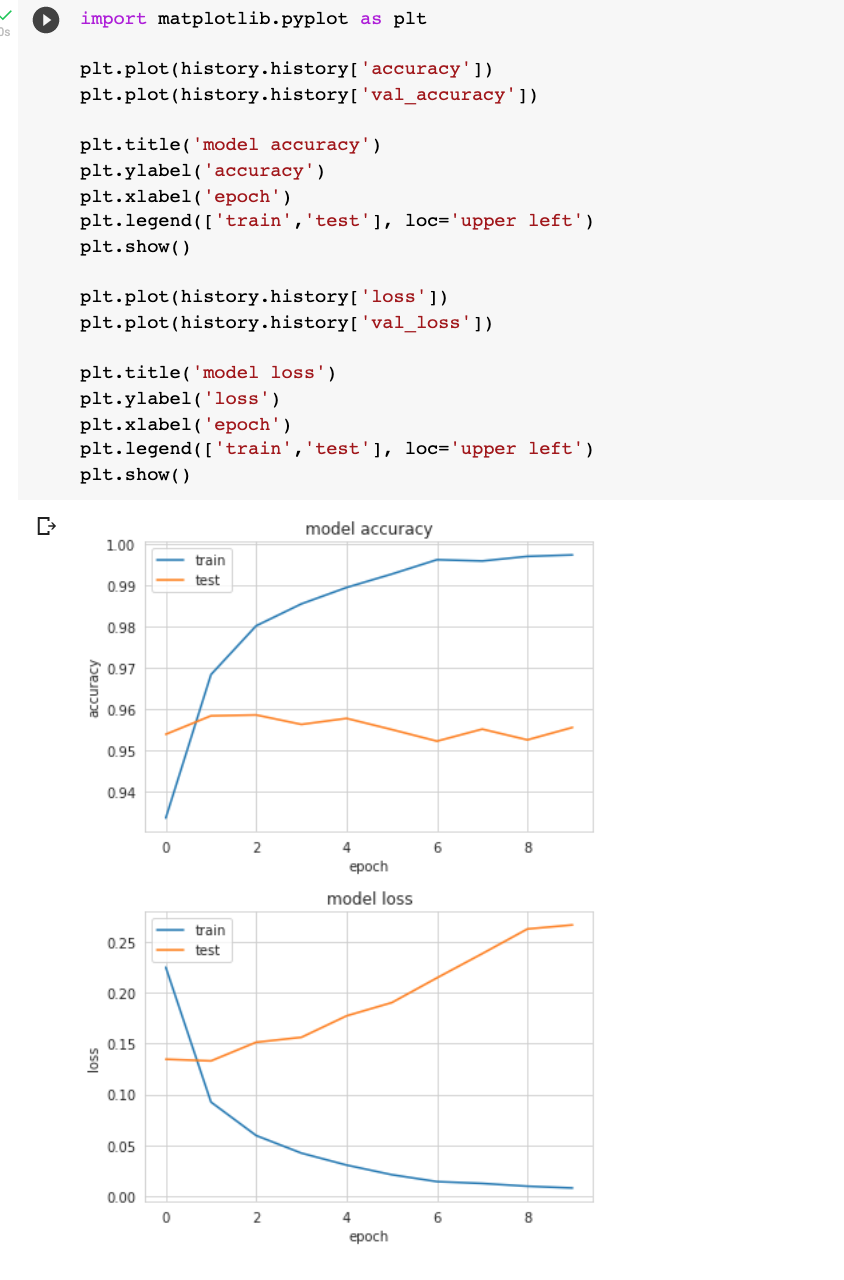 import matplotlib.pyplot as plt
plt.plot(history.history['accuracy'])
plt.plot(history.history['val_accuracy'])
plt.title('model accuracy')
plt.ylabel('accuracy')
plt.xlabel('epoch')
plt.legend(['train','test'], loc='upper left')
plt.show()
plt.plot(history.history['loss'])
plt.plot(history.history['val_loss'])
plt.title('model loss')
plt.ylabel('loss')
plt.xlabel('epoch')
plt.legend(['train','test'], loc='upper left')
plt.show()
model accuracy
train
test
1.00
0.99
0.98
0.97
0.96
0.95
0.94
accuracy
0 2 4 6 8
epoch
model loss
train
test
0.25
0.20
0.15
0.10
0.05
0.00
loss
0 2 4 6 8
epoch